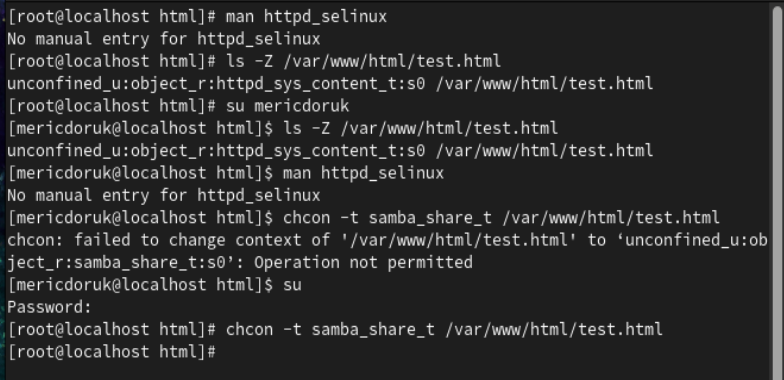 [root@localhost html]# man httpd_selinux
No manual entry for httpd_selinux
[root@localhost html]# ls -Z /var/www/html/test.html
unconfined_u:object_r:httpd_sys_content_t:s0 /var/www/html/test.html
[root@localhost html]# su mericdoruk
[mericdoruk@localhost html]$ ls -Z /var/www/html/test.html
unconfined_u:object_r:httpd_sys_content_t:s0 /var/www/html/test.html
[mericdoruk@localhost html]$ man httpd_selinux
No manual entry for httpd_selinux
[mericdoruk@localhost html]$ chcon -t samba_share_t /var/www/html/test.html
chcon: failed to change context of '/var/www/html/test.html' to ‘unconfined_u:ob
ject_r:samba_share_t:s0’: Operation not permitted
[mericdoruk@localhost html]$ su
Password:
[root@localhost html]# chcon -t samba_share_t /var/www/html/test.html
[root@localhost html]#